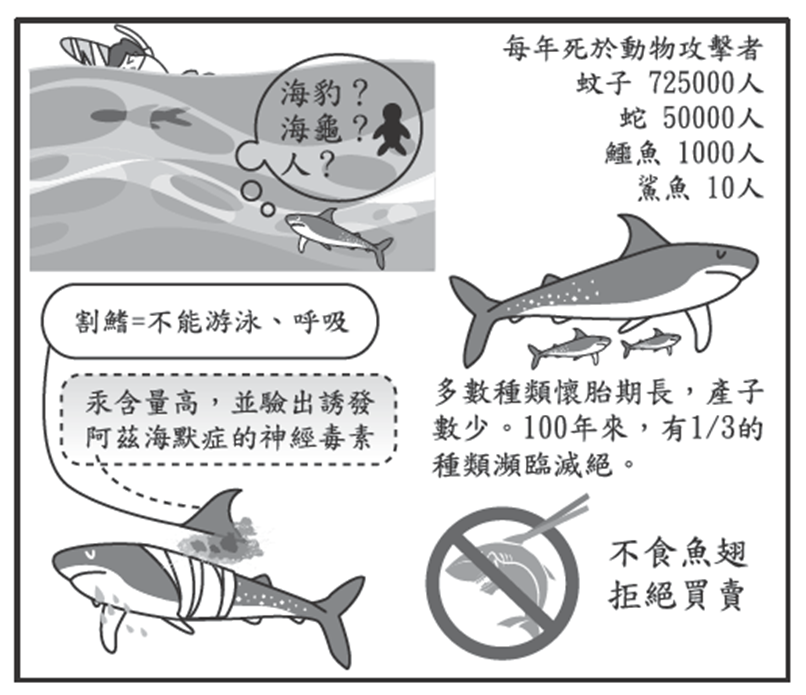 海豹？
海龜？
人？
每年死於動物攻擊者
蚊子 725000人
蛇 50000人
鱷魚 1000人
鯊魚 10人
割鰭=不能游泳、呼吸
汞含量高，並驗出誘發
阿茲海默症的神經毒素
多數種類懷胎期長，產子
數少。100年來，有1/3的
種類瀕臨滅絕。
不食魚翅
拒絕買賣